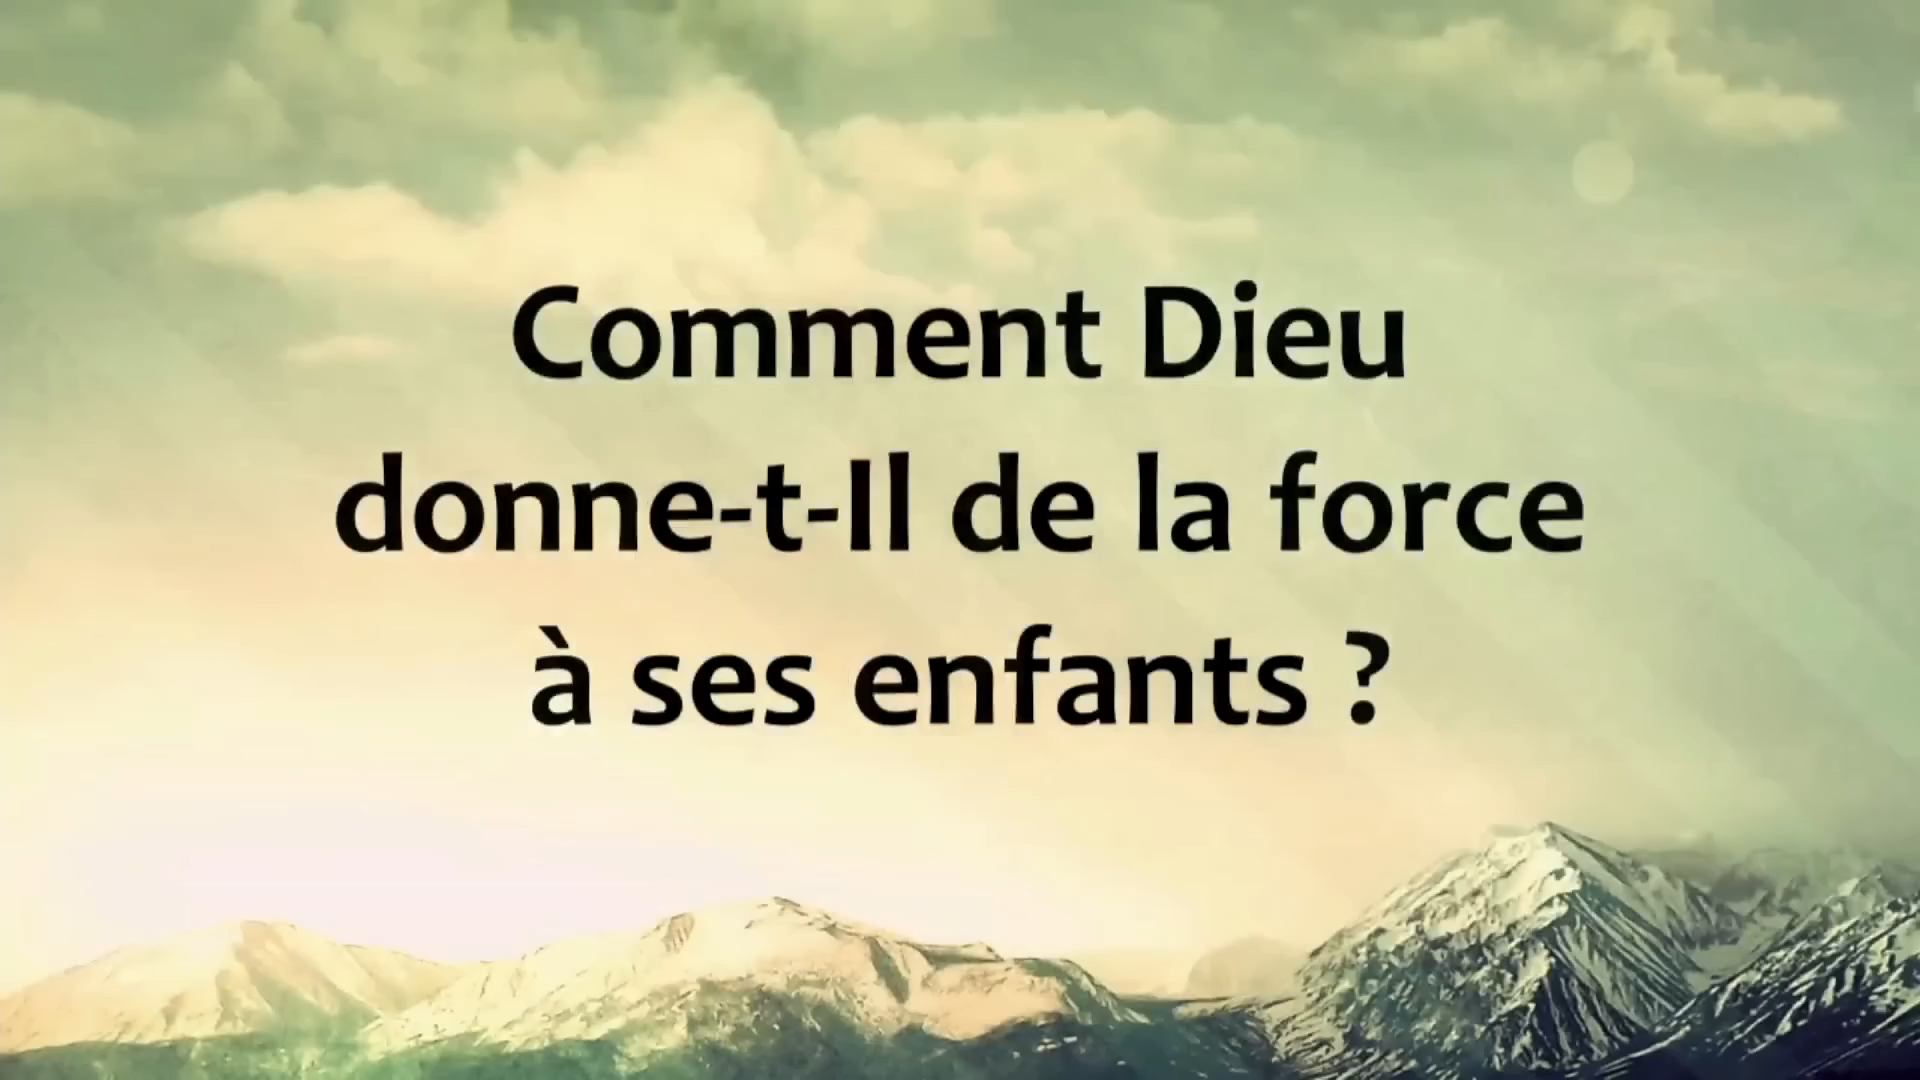 Comment Dieu
donne-t-Il de la force
à ses enfants ?